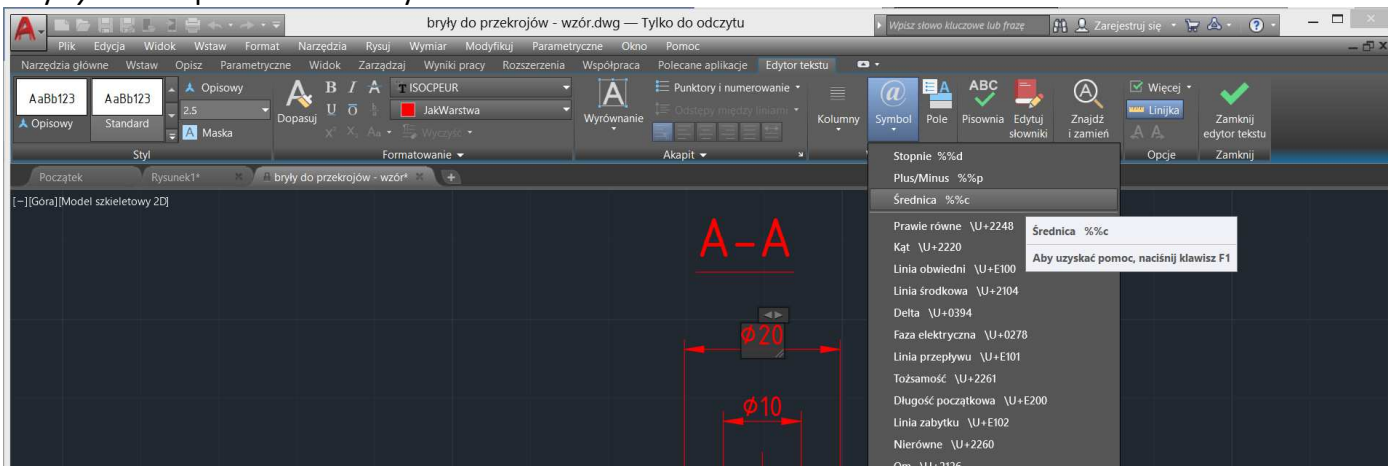 bryły do przekrojów - wzór.dwg — Tylko do odczytu
Wpisz słowo kluczowe lub frazę
Zarejestruj się
Plik Edycja Widok Wstaw Format Narzędzia Rysuj Wymiar Modyfikuj Parametryczne Okno Pomoc
Narzędzia główne Wstaw Opisz Parametryczne Widok Zarządzaj Wyniki pracy Rozszerzenia Współpraca Polecane aplikacje Edytor tekstu
AaBb123
Opisowy
AaBb123
Standard
Opisowy
2.5
Maska
Styl
Dopasuj
B I A ISOCPEUR
U O JakWarstwa
Wyczyść
Formatowanie
Wyrównanie
Punktory i numerowanie
Odstępy między liniami
Akapit
Kolumny
Symbol
Pole
ABC
Pisownia
Edytuj
słowniki
Znajdź
i zamień
Więcej
Linijka
Opcje
Zamknij
edytor tekstu
Zamknij
Początek Rysunek1* bryły do przekrojów - wzór*
[−][Góra][Model szkieletowy 2D]
A-A
ϕ20
ϕ10
Stopnie %%d
Plus/Minus %%p
Średnica %%c
Prawie równe \U+2248
Kąt \U+2220
Linia obwiedni \U+E100
Linia środkowa \U+2104
Delta \U+0394
Faza elektryczna \U+0278
Linia przepływu \U+E101
Tożsamość \U+2261
Długość początkowa \U+E200
Linia zabytku \U+E102
Nierówne \U+2260
Om \U+2126
Średnica %%c
Aby uzyskać pomoc, naciśnij klawisz F1